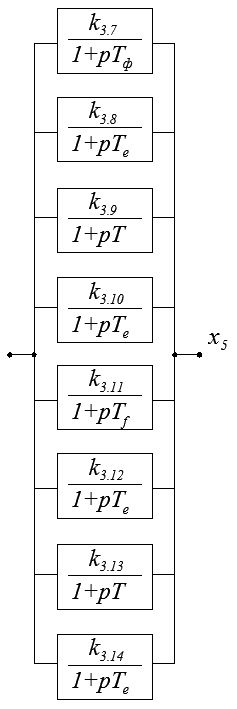 k3.7
1+pTф
k3.8
1+pTe
k3.9
1+pT
k3.10
1+pTe
x5
k3.11
1+pTf
k3.12
1+pTe
k3.13
1+pT
k3.14
1+pTe